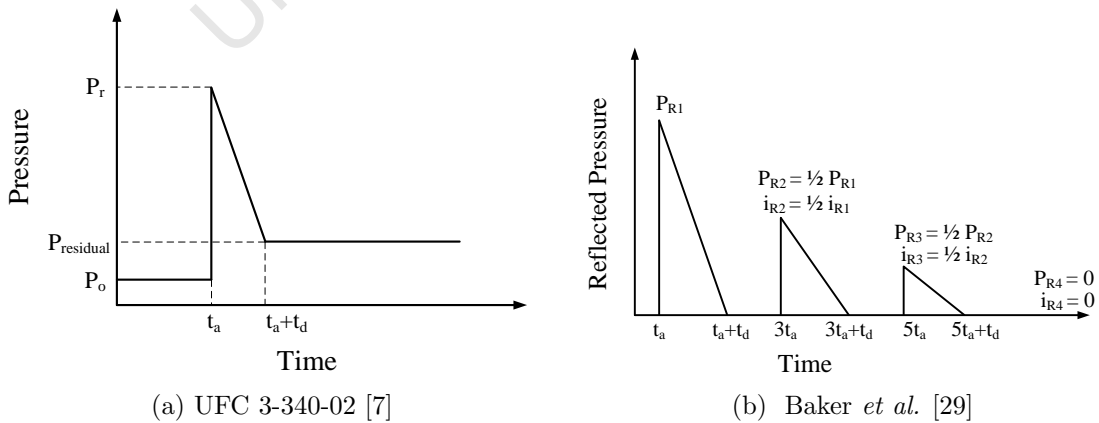 P_r
Pressure
P_residual
P_o
t_a
t_a+t_d
Time
(a) UFC 3-340-02 [7]
Reflected Pressure
P_R1
P_R2 = ½ P_R1
i_R2 = ½ i_R1
P_R3 = ½ P_R2
i_R3 = ½ i_R2
P_R4 = 0
i_R4 = 0
t_a
t_a+t_d
3t_a
3t_a+t_d
5t_a
5t_a+t_d
Time
(b) Baker et al. [29]